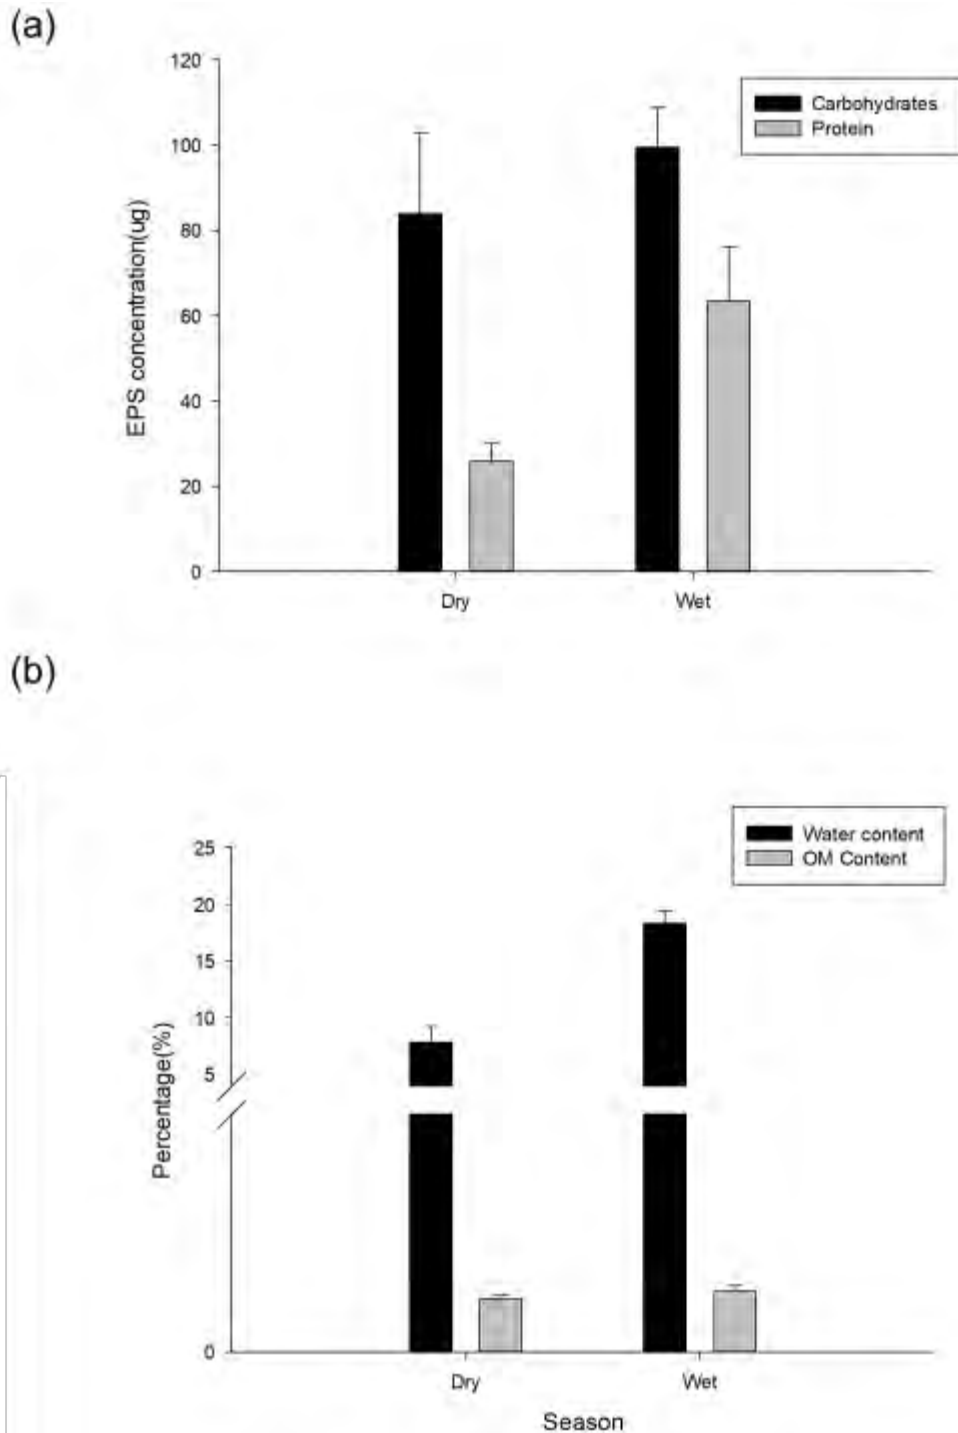 (a)
120
100
80
60
40
20
0
EPS concentration(ug)
Carbohydrates
Protein
Dry
Wet
(b)
25
20
15
10
5
0
Percentage(%)
Water content
OM Content
Dry
Wet
Season